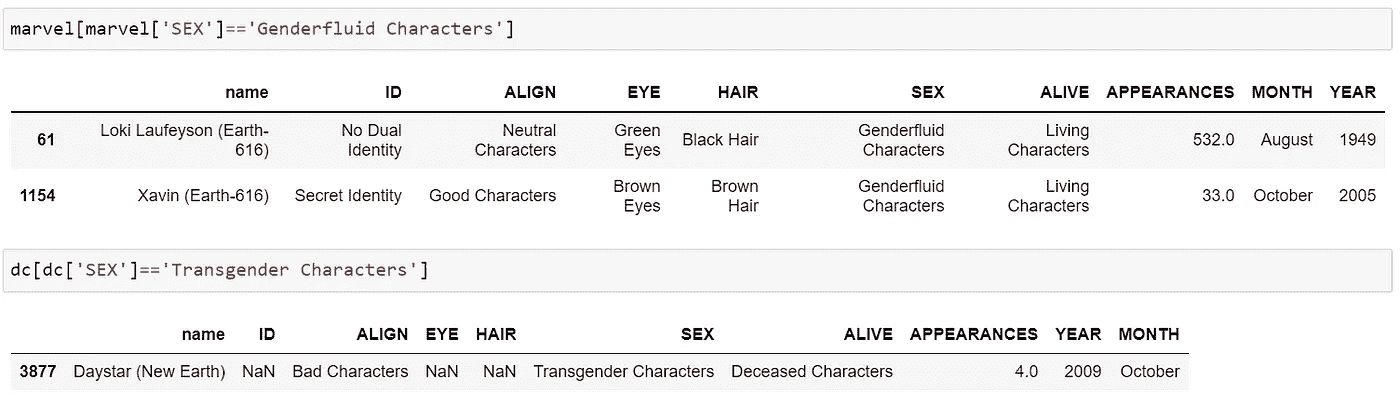 marvel[marvel['SEX']=='Genderfluid Characters']
name ID ALIGN EYE HAIR SEX ALIVE APPEARANCES MONTH YEAR
61 Loki Laufeyson (Earth-616) No Dual Identity Neutral Characters Green Eyes Black Hair Genderfluid Characters Living Characters 532.0 August 1949
1154 Xavin (Earth-616) Secret Identity Good Characters Brown Eyes Brown Hair Genderfluid Characters Living Characters 33.0 October 2005
dc[dc['SEX']=='Transgender Characters']
name ID ALIGN EYE HAIR SEX ALIVE APPEARANCES YEAR MONTH
3877 Daystar (New Earth) NaN Bad Characters NaN NaN Transgender Characters Deceased Characters 4.0 2009 October